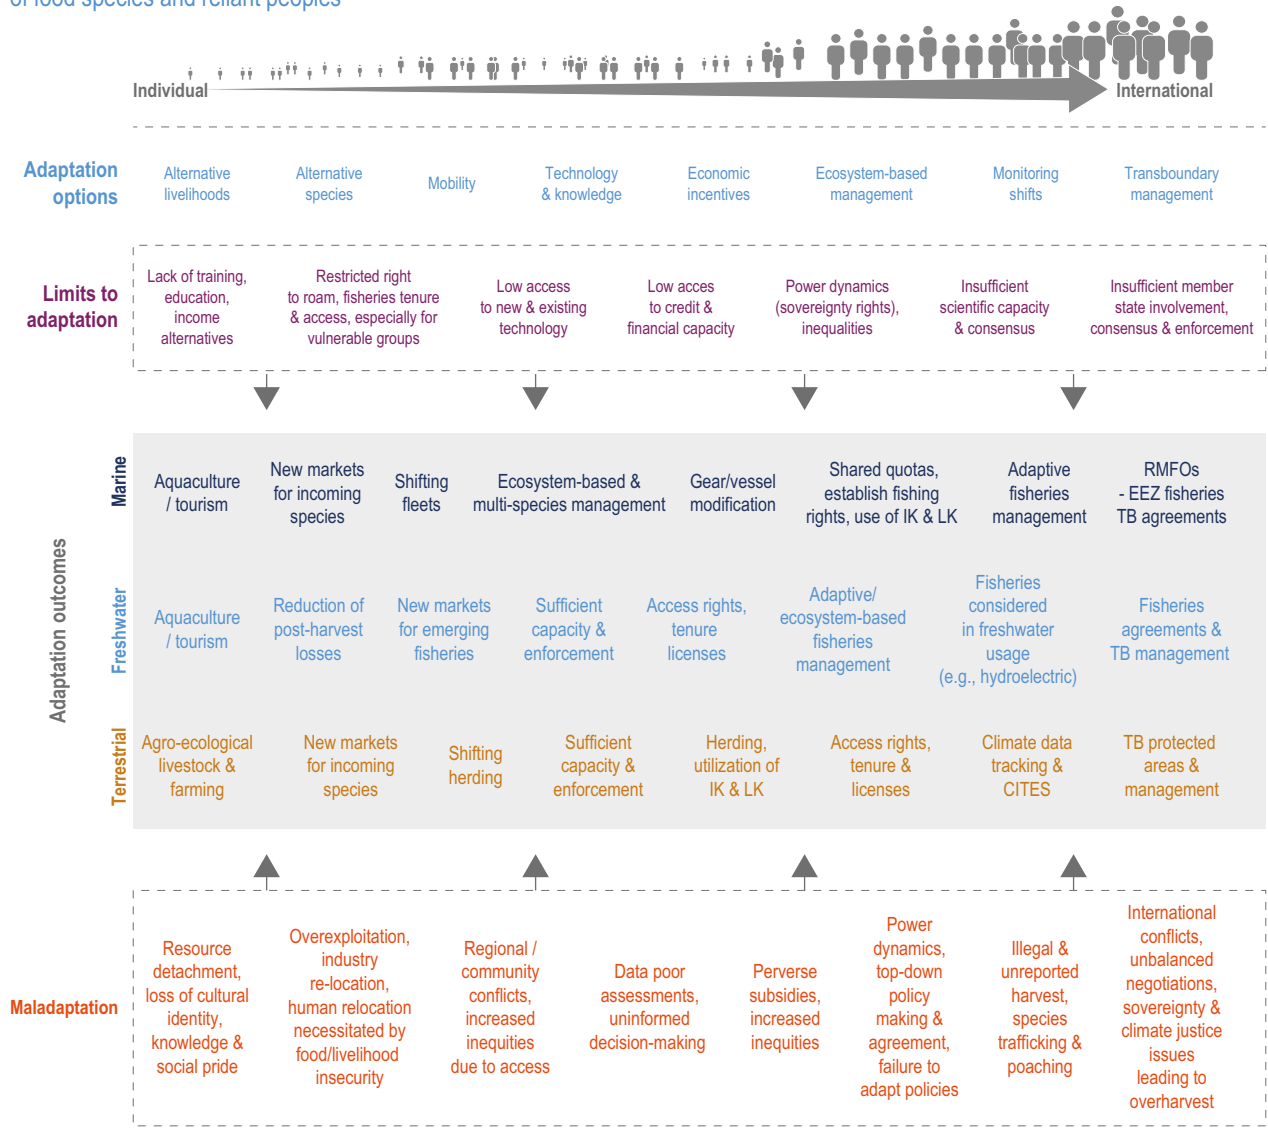 of food species and reliant peoples
Individual
International
Adaptation
options
Alternative
livelihoods
Alternative
species
Mobility
Technology
& knowledge
Economic
incentives
Ecosystem-based
management
Monitoring
shifts
Transboundary
management
Limits to
adaptation
Lack of training,
education,
income
alternatives
Restricted right
to roam, fisheries tenure
& access, especially for
vulnerable groups
Low access
to new & existing
technology
Low acces
to credit &
financial capacity
Power dynamics
(sovereignty rights),
inequalities
Insufficient
scientific capacity
& consensus
Insufficient member
state involvement,
consensus & enforcement
Adaptation outcomes
Marine
Aquaculture
/ tourism
New markets
for incoming
species
Shifting
fleets
Ecosystem-based &
multi-species management
Gear/vessel
modification
Shared quotas,
establish fishing
rights, use of IK & LK
Adaptive
fisheries
management
RMFOs
- EEZ fisheries
TB agreements
Freshwater
Aquaculture
/ tourism
Reduction of
post-harvest
losses
New markets
for emerging
fisheries
Sufficient
capacity &
enforcement
Access rights,
tenure
licenses
Adaptive/
ecosystem-based
fisheries
management
Fisheries
considered
in freshwater
usage
(e.g., hydroelectric)
Fisheries
agreements &
TB management
Terrestrial
Agro-ecological
livestock &
farming
New markets
for incoming
species
Shifting
herding
Sufficient
capacity &
enforcement
Herding,
utilization of
IK & LK
Access rights,
tenure &
licenses
Climate data
tracking &
CITES
TB protected
areas &
management
Maladaptation
Resource
detachment,
loss of cultural
identity,
knowledge &
social pride
Overexploitation,
industry
re-location,
human relocation
necessitated by
food/livelihood
insecurity
Regional /
community
conflicts,
increased
inequities
due to access
Data poor
assessments,
uninformed
decision-making
Perverse
subsidies,
increased
inequities
Power
dynamics,
top-down
policy
making &
agreement,
failure to
adapt policies
Illegal &
unreported
harvest,
species
trafficking &
poaching
International
conflicts,
unbalanced
negotiations,
sovereignty &
climate justice
issues
leading to
overharvest